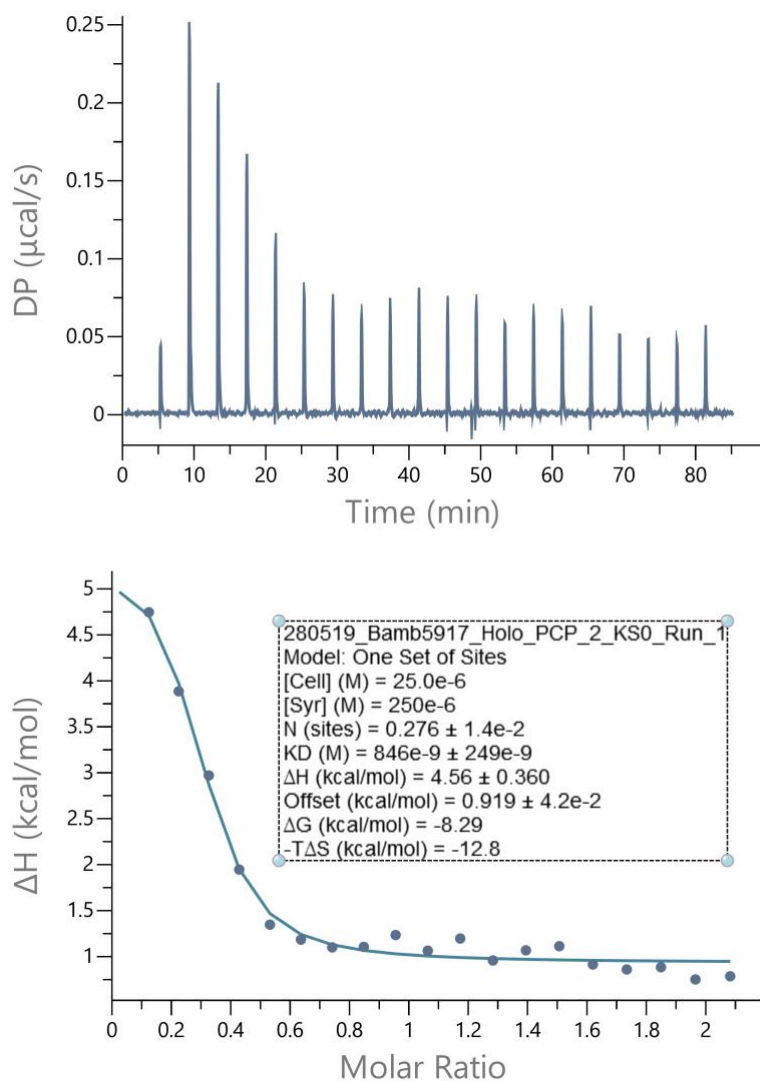 0.25
0.2
0.15
0.1
0.05
0
DP (μcal/s)
0 10 20 30 40 50 60 70 80
Time (min)
5
4.5
4
3.5
3
2.5
2
1.5
1
ΔH (kcal/mol)
280519_Bamb5917_Holo_PCP_2_KS0_Run_1
Model: One Set of Sites
[Cell] (M) = 25.0e-6
[Syr] (M) = 250e-6
N (sites) = 0.276 ± 1.4e-2
KD (M) = 846e-9 ± 249e-9
ΔH (kcal/mol) = 4.56 ± 0.360
Offset (kcal/mol) = 0.919 ± 4.2e-2
ΔG (kcal/mol) = -8.29
-TΔS (kcal/mol) = -12.8
0 0.2 0.4 0.6 0.8 1 1.2 1.4 1.6 1.8 2
Molar Ratio